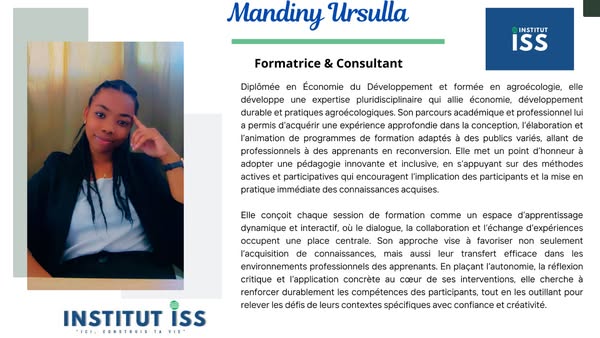 Mandiny Ursulla
INSTITUT
ISS
Formatrice & Consultant
Diplômée en Économie du Développement et formée en agroécologie, elle
développe une expertise pluridisciplinaire qui allie économie, développement
durable et pratiques agroécologiques. Son parcours académique et professionnel lui
a permis d'acquérir une expérience approfondie dans la conception, l'élaboration et
l'animation de programmes de formation adaptés à des publics variés, allant de
professionnels à des apprenants en reconversion. Elle met un point d'honneur à
adopter une pédagogie innovante et inclusive, en s'appuyant sur des méthodes
actives et participatives qui encouragent l'implication des participants et la mise en
pratique immédiate des connaissances acquises.
Elle conçoit chaque session de formation comme un espace d'apprentissage
dynamique et interactif, où le dialogue, la collaboration et l'échange d'expériences
occupent une place centrale. Son approche vise à favoriser non seulement
l'acquisition de connaissances, mais aussi leur transfert efficace dans les
environnements professionnels des apprenants. En plaçant l'autonomie, la réflexion
critique et l'application concrète au cœur de ses interventions, elle cherche à
renforcer durablement les compétences des participants, tout en les outillant pour
relever les défis de leurs contextes spécifiques avec confiance et créativité.
INSTITUT ISS
"ICI, CONSTRUIS TA VIE"